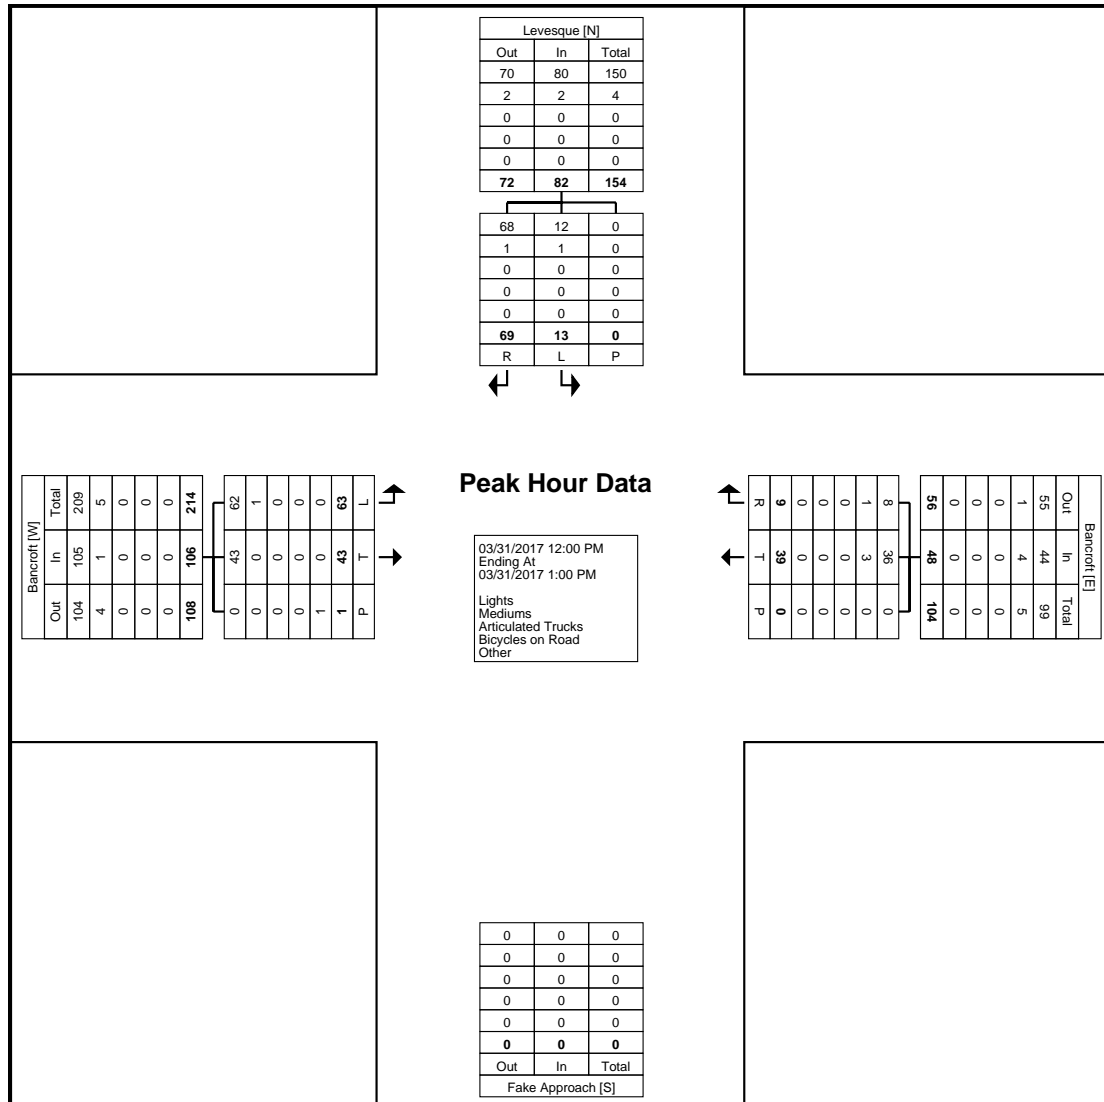 Levesque [N]
Out In Total
70 80 150
2 2 4
0 0 0
0 0 0
0 0 0
72 82 154
68 12 0
1 1 0
0 0 0
0 0 0
0 0 0
69 13 0
R L P
Bancroft [W]
Total 209 5 0 0 0 214
In 105 1 0 0 0 106
Out 104 4 0 0 0 108
62 1 0 0 0 63 L
43 0 0 0 0 43 T
0 0 0 0 1 1 P
Peak Hour Data
03/31/2017 12:00 PM
Ending At
03/31/2017 1:00 PM
Lights
Mediums
Articulated Trucks
Bicycles on Road
Other
R 9 0 0 0 1 8
T 39 0 0 0 3 36
P 0 0 0 0 0 0
56 0 0 0 1 55 Out
48 0 0 0 4 44 In
104 0 0 0 5 99 Total
Bancroft [E]
0 0 0
0 0 0
0 0 0
0 0 0
0 0 0
0 0 0
Out In Total
Fake Approach [S]